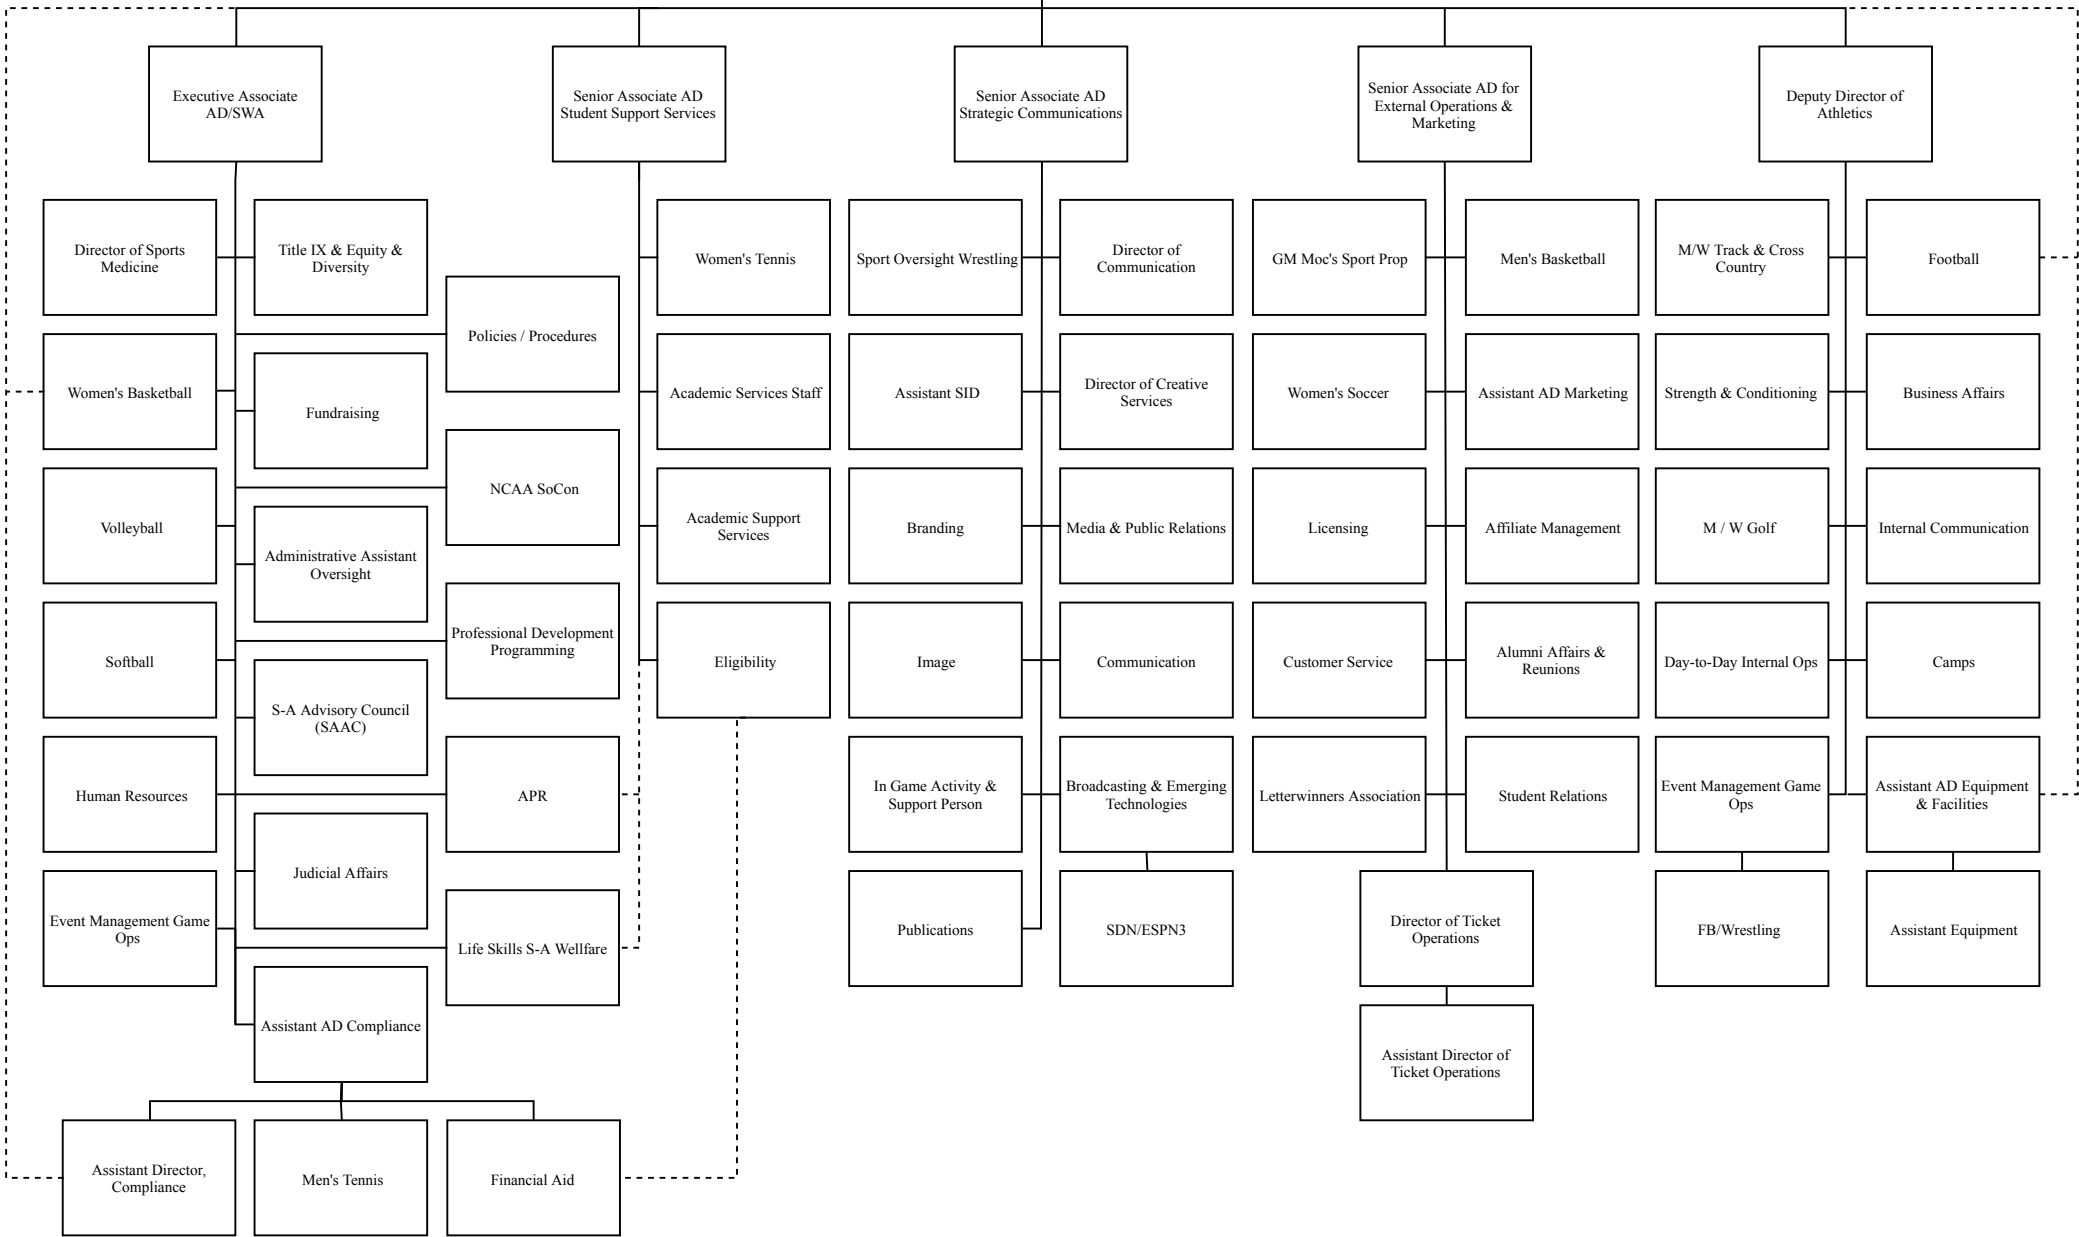 Executive Associate
AD/SWA
Senior Associate AD
Student Support Services
Senior Associate AD
Strategic Communications
Senior Associate AD for
External Operations &
Marketing
Deputy Director of
Athletics
Director of Sports
Medicine
Title IX & Equity &
Diversity
Policies / Procedures
Women's Basketball
Fundraising
NCAA SoCon
Volleyball
Administrative Assistant
Oversight
Professional Development
Programming
Softball
S-A Advisory Council
(SAAC)
Human Resources
APR
Judicial Affairs
Event Management Game
Ops
Life Skills S-A Wellfare
Assistant AD Compliance
Assistant Director,
Compliance
Men's Tennis
Financial Aid
Women's Tennis
Academic Services Staff
Academic Support
Services
Eligibility
Sport Oversight Wrestling
Director of
Communication
Assistant SID
Director of Creative
Services
Branding
Media & Public Relations
Image
Communication
In Game Activity &
Support Person
Broadcasting & Emerging
Technologies
Publications
SDN/ESPN3
GM Moc's Sport Prop
Men's Basketball
Women's Soccer
Assistant AD Marketing
Licensing
Affiliate Management
Customer Service
Alumni Affairs &
Reunions
Letterwinners Association
Student Relations
Director of Ticket
Operations
Assistant Director of
Ticket Operations
M/W Track & Cross
Country
Football
Strength & Conditioning
Business Affairs
M / W Golf
Internal Communication
Day-to-Day Internal Ops
Camps
Event Management Game
Ops
Assistant AD Equipment
& Facilities
FB/Wrestling
Assistant Equipment